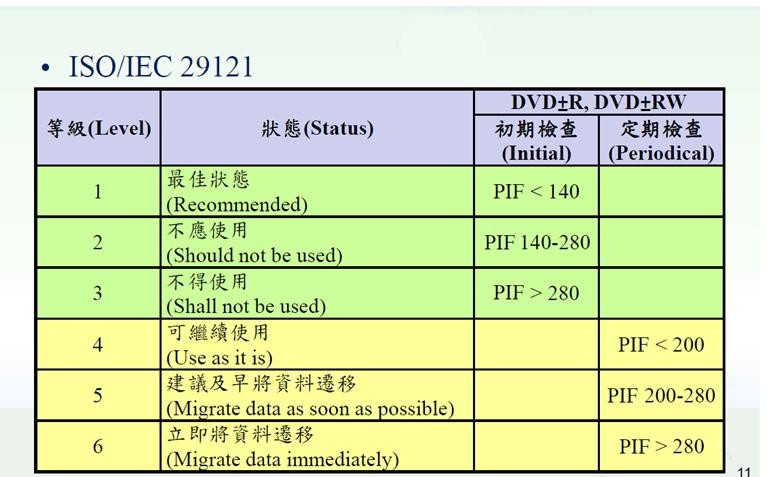 • ISO/IEC 29121
等級(Level)
狀態(Status)
DVD±R, DVD±RW
初期檢查
(Initial)
定期檢查
(Periodical)
1
最佳狀態
(Recommended)
PIF < 140
2
不應使用
(Should not be used)
PIF 140-280
3
不得使用
(Shall not be used)
PIF > 280
4
可繼續使用
(Use as it is)
PIF < 200
5
建議及早將資料遷移
(Migrate data as soon as possible)
PIF 200-280
6
立即將資料遷移
(Migrate data immediately)
PIF > 280
11